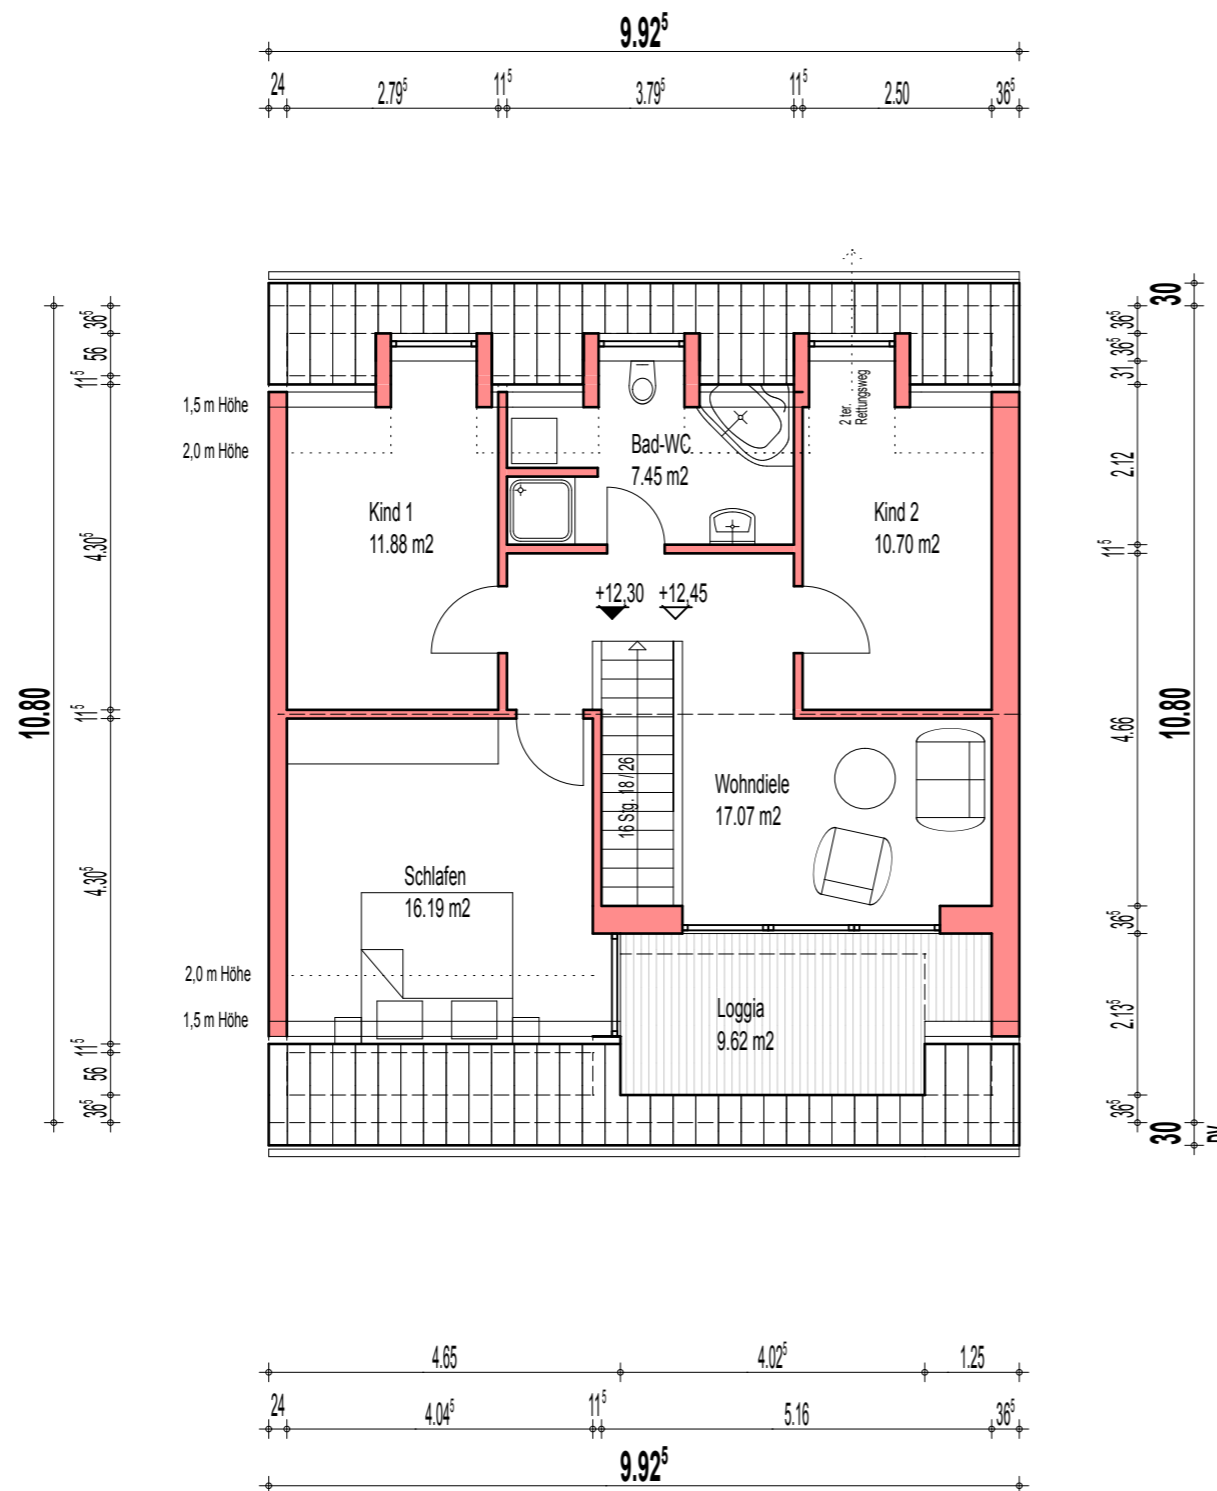 9.92⁵
24 2.79⁵ 11⁵ 3.79⁵ 11⁵ 2.50 36⁵
10.80
36⁵
56
11⁵
4.30⁵
11⁵
4.30⁵
11⁵
56
36⁵
1,5 m Höhe
2,0 m Höhe
2 ter.
Rettungsweg
Bad-WC
7.45 m2
Kind 1
11.88 m2
Kind 2
10.70 m2
+12,30 +12,45
16 Stg. 18 / 26
Wohndiele
17.07 m2
Schlafen
16.19 m2
2,0 m Höhe
1,5 m Höhe
Loggia
9.62 m2
36⁵
36⁵
31
2.12
11⁵
4.66
36⁵
2.13⁵
36⁵
30
10.80
30
4.65 4.02⁵ 1.25
24 4.04⁵ 11⁵ 5.16 36⁵
9.92⁵